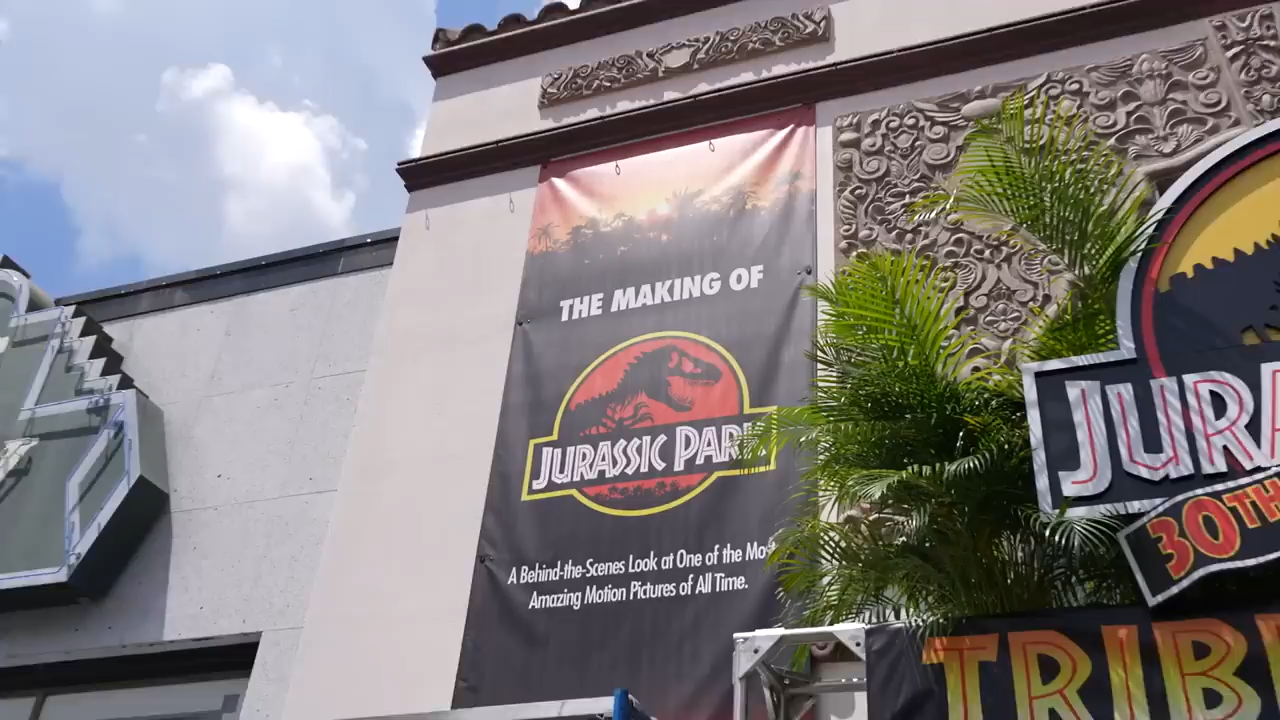 THE MAKING OF
JURASSIC PARK
A Behind-the-Scenes Look at One of the Most
Amazing Motion Pictures of All Time.
30TH